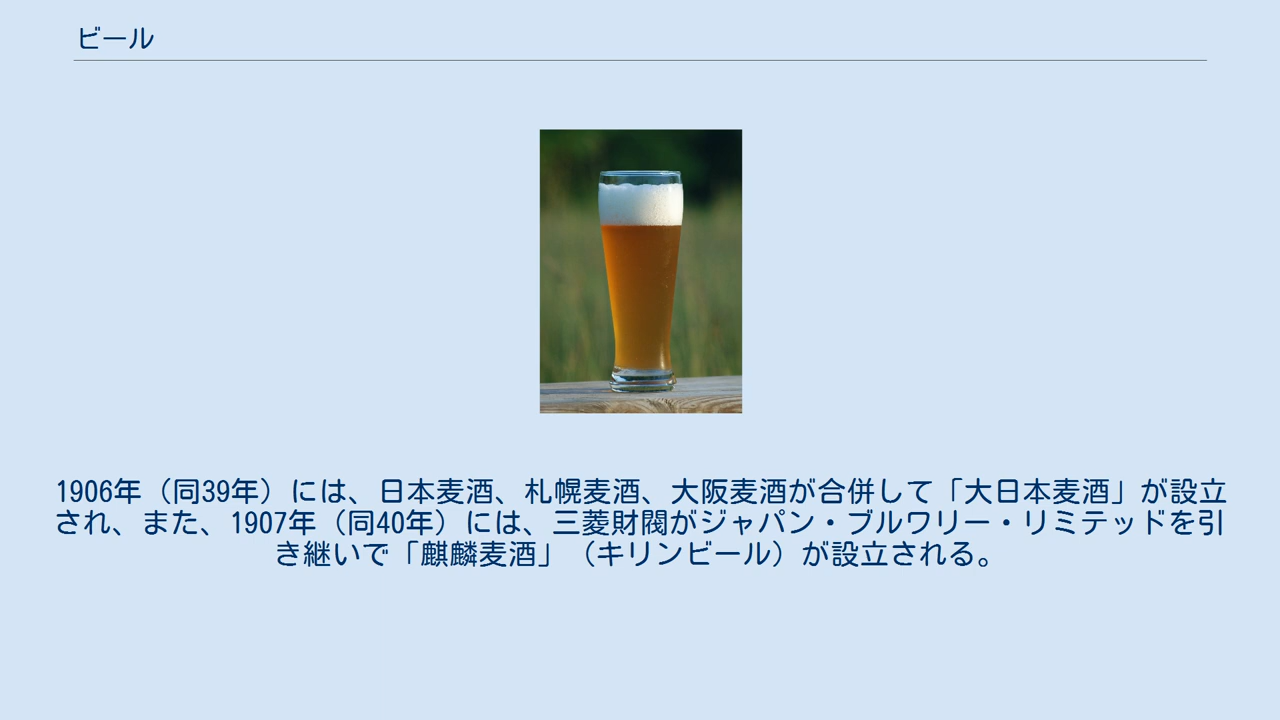 ビール
1906年（同39年）には、日本麦酒、札幌麦酒、大阪麦酒が合併して「大日本麦酒」が設立
され、また、1907年（同40年）には、三菱財閥がジャパン・ブルワリー・リミテッドを引
き継いで「麒麟麦酒」（キリンビール）が設立される。